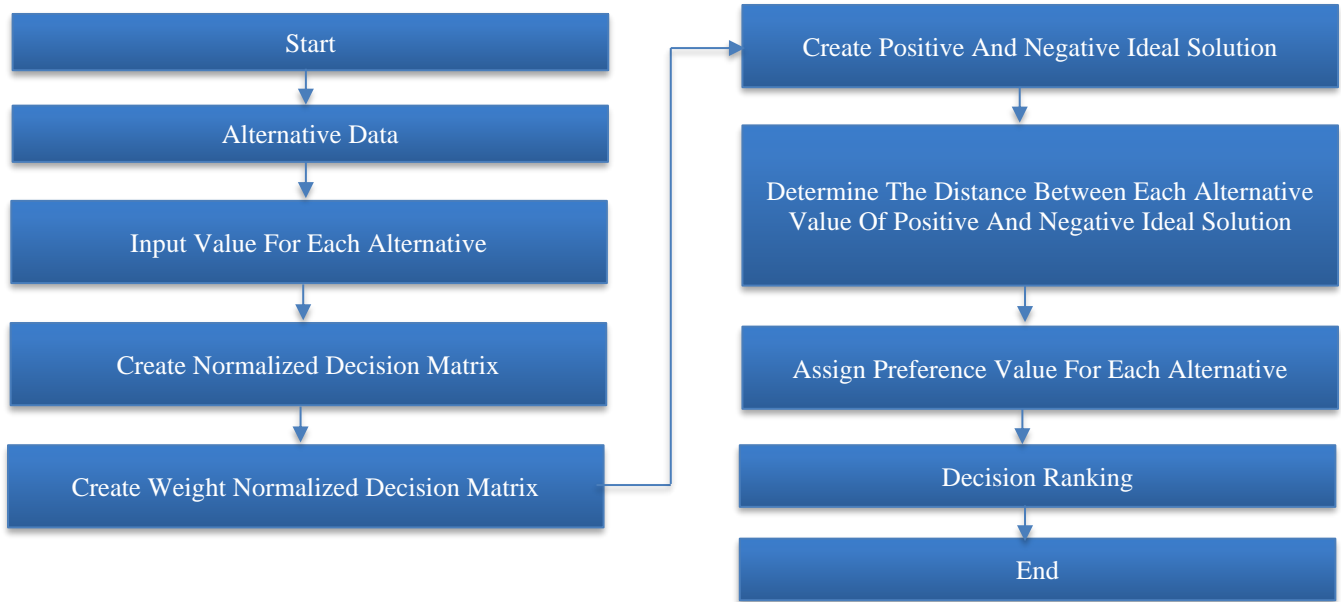 Start
Alternative Data
Input Value For Each Alternative
Create Normalized Decision Matrix
Create Weight Normalized Decision Matrix
Create Positive And Negative Ideal Solution
Determine The Distance Between Each Alternative
Value Of Positive And Negative Ideal Solution
Assign Preference Value For Each Alternative
Decision Ranking
End